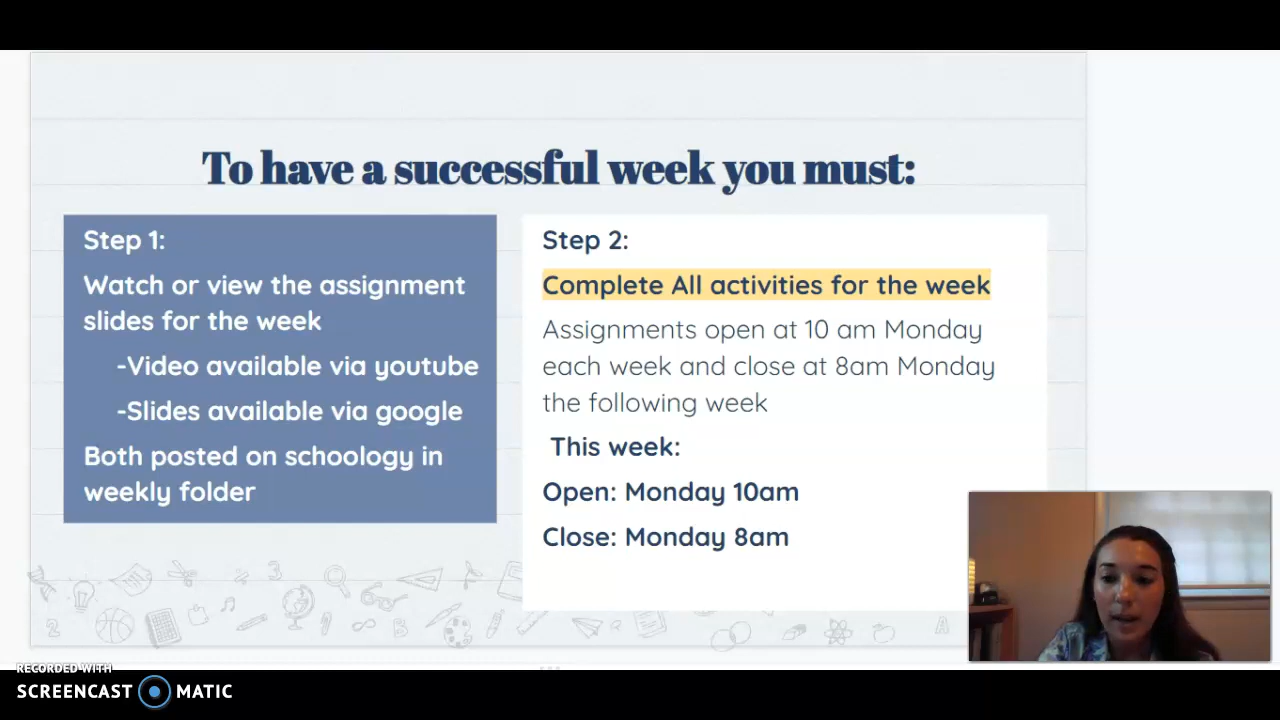 To have a successful week you must:
Step 1:
Watch or view the assignment
slides for the week
-Video available via youtube
-Slides available via google
Both posted on schoology in
weekly folder
Step 2:
Complete All activities for the week
Assignments open at 10 am Monday
each week and close at 8am Monday
the following week
This week:
Open: Monday 10am
Close: Monday 8am
RECORDED WITH
SCREENCAST MATIC